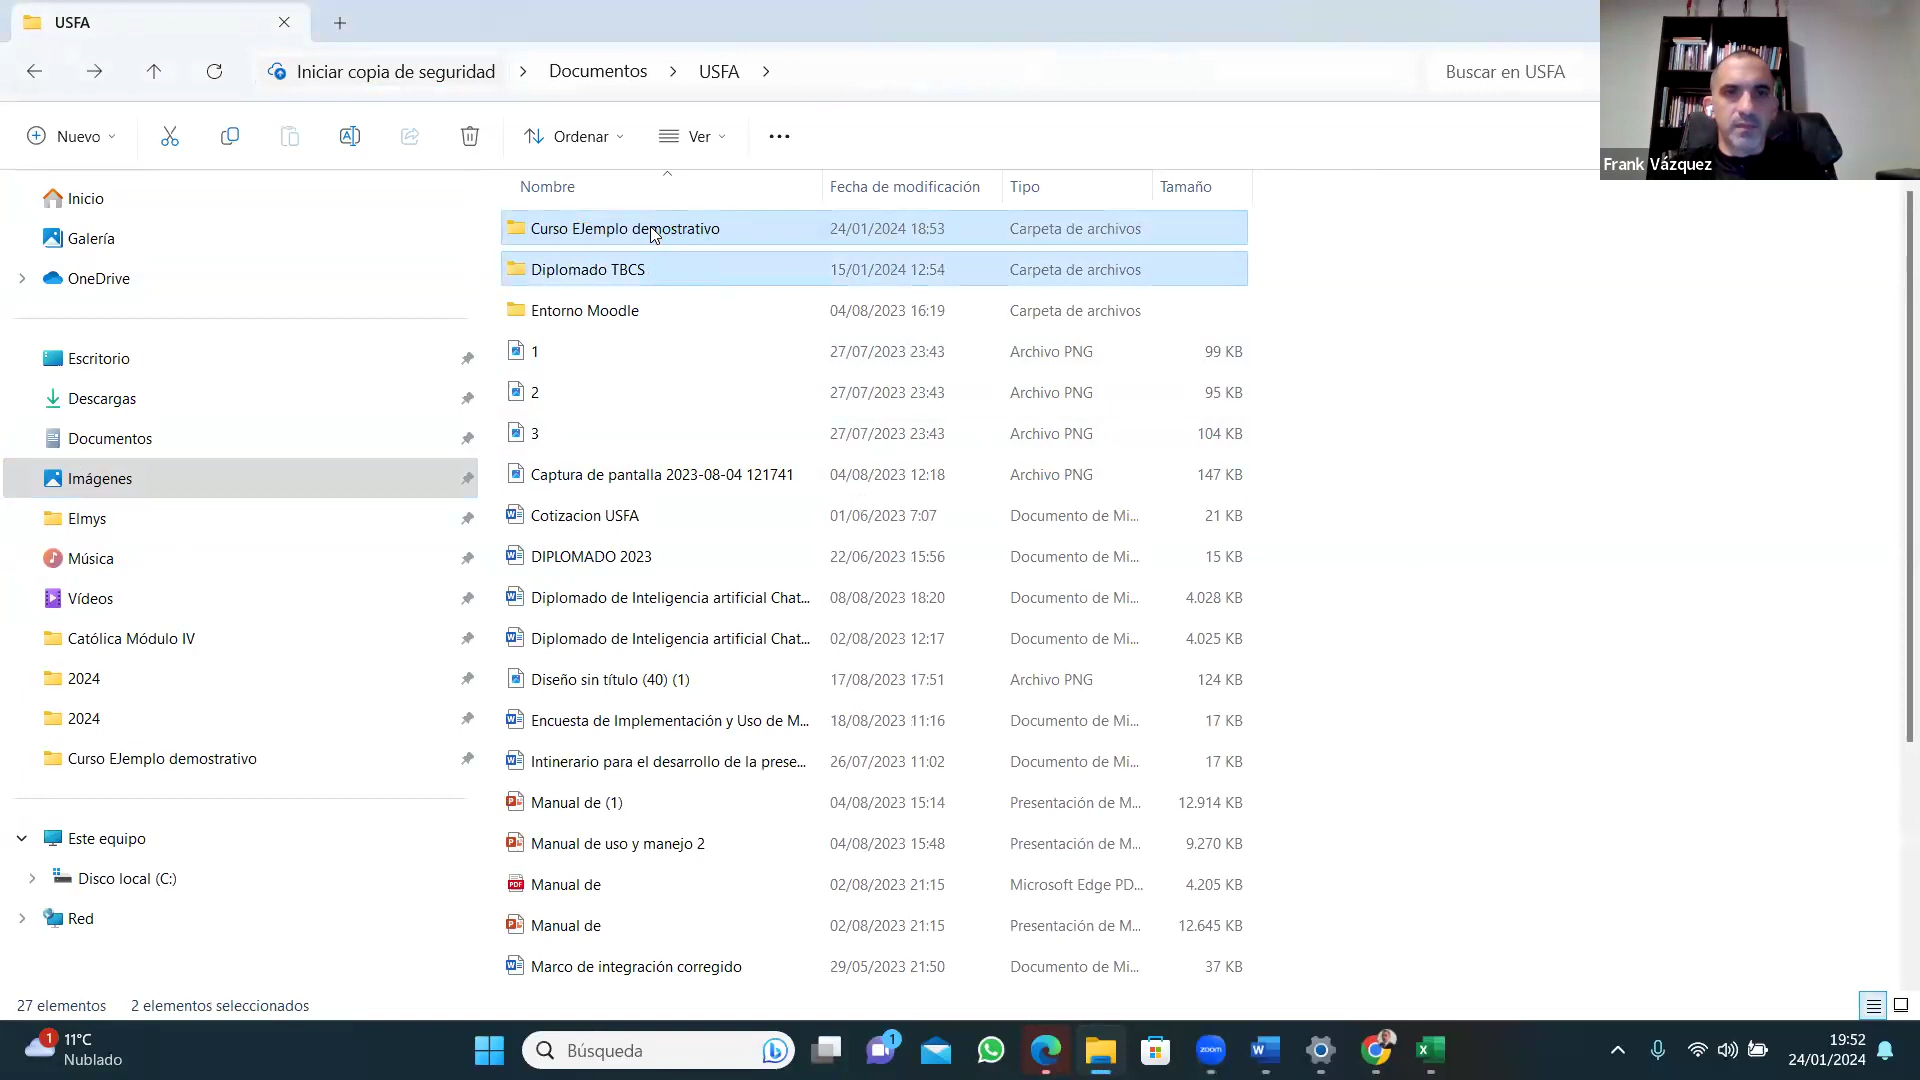 USFA
Iniciar copia de seguridad > Documentos > USFA >
Buscar en USFA
Nuevo
Ordenar
Ver
Frank Vázquez
Nombre Fecha de modificación Tipo Tamaño
Inicio
Galería
OneDrive
Escritorio
Descargas
Documentos
Imágenes
Elmys
Música
Vídeos
Católica Módulo IV
2024
2024
Curso EJemplo demostrativo
Este equipo
Disco local (C:)
Red
Curso EJemplo demostrativo 24/01/2024 18:53 Carpeta de archivos
Diplomado TBCS 15/01/2024 12:54 Carpeta de archivos
Entorno Moodle 04/08/2023 16:19 Carpeta de archivos
1 27/07/2023 23:43 Archivo PNG 99 KB
2 27/07/2023 23:43 Archivo PNG 95 KB
3 27/07/2023 23:43 Archivo PNG 104 KB
Captura de pantalla 2023-08-04 121741 04/08/2023 12:18 Archivo PNG 147 KB
Cotizacion USFA 01/06/2023 7:07 Documento de Mi... 21 KB
DIPLOMADO 2023 22/06/2023 15:56 Documento de Mi... 15 KB
Diplomado de Inteligencia artificial Chat... 08/08/2023 18:20 Documento de Mi... 4.028 KB
Diplomado de Inteligencia artificial Chat... 02/08/2023 12:17 Documento de Mi... 4.025 KB
Diseño sin título (40) (1) 17/08/2023 17:51 Archivo PNG 124 KB
Encuesta de Implementación y Uso de M... 18/08/2023 11:16 Documento de Mi... 17 KB
Intinerario para el desarrollo de la prese... 26/07/2023 11:02 Documento de Mi... 17 KB
Manual de (1) 04/08/2023 15:14 Presentación de M... 12.914 KB
Manual de uso y manejo 2 04/08/2023 15:48 Presentación de M... 9.270 KB
Manual de 02/08/2023 21:15 Microsoft Edge PD... 4.205 KB
Manual de 02/08/2023 21:15 Presentación de M... 12.645 KB
Marco de integración corregido 29/05/2023 21:50 Documento de Mi... 37 KB
27 elementos 2 elementos seleccionados
1
11°C
Nublado
Búsqueda
1
zoom
19:52
24/01/2024